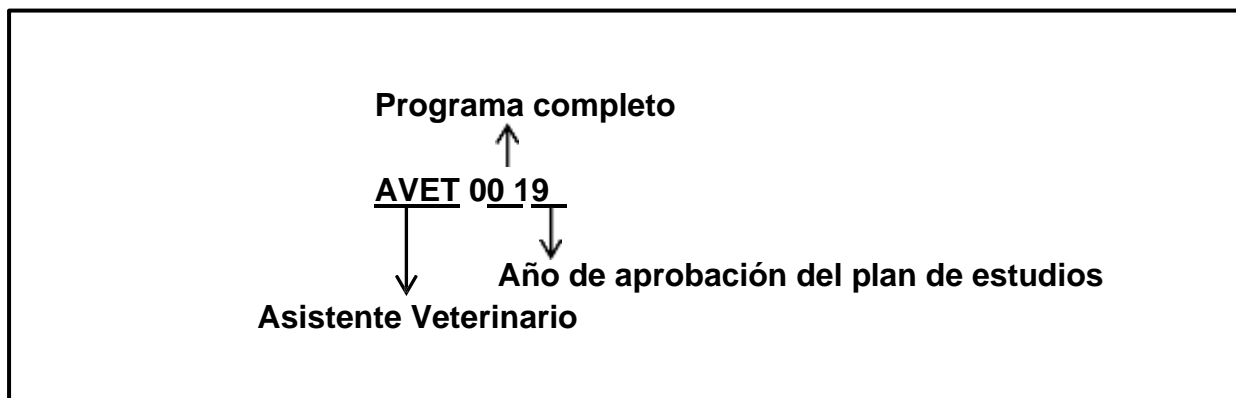 Programa completo
AVET 00 19
Año de aprobación del plan de estudios
Asistente Veterinario